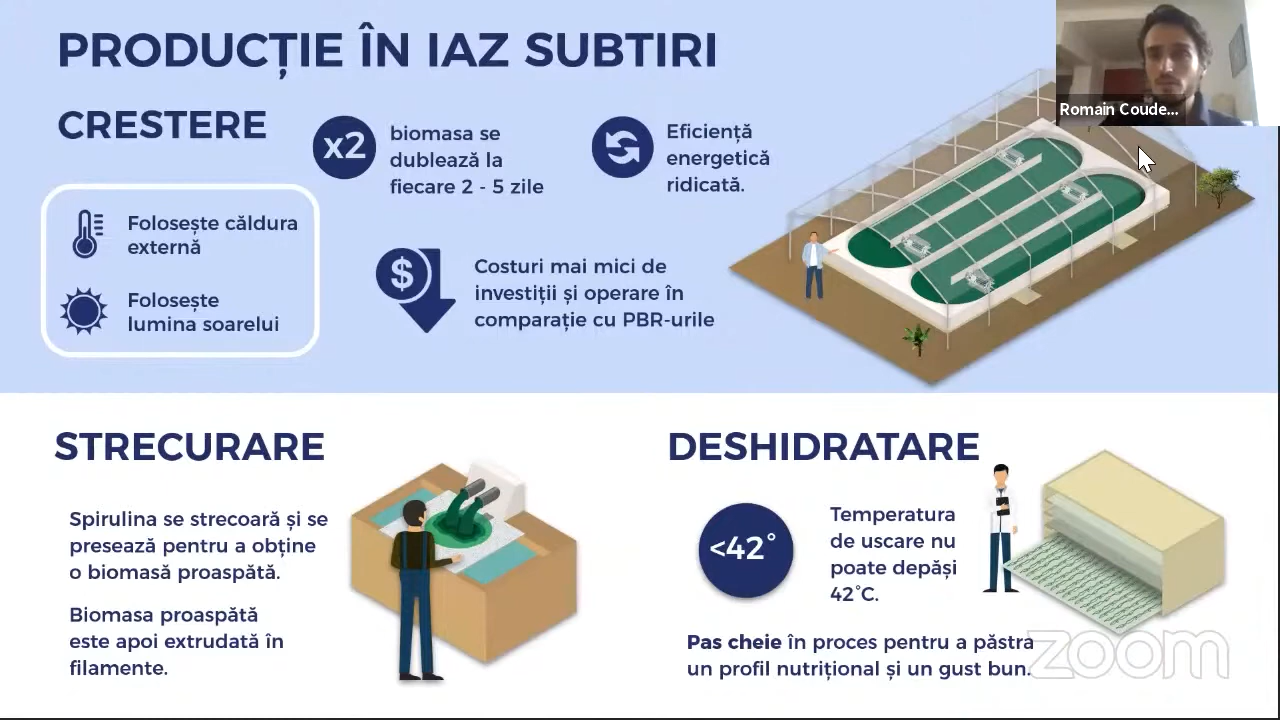 PRODUCȚIE ÎN IAZ SUBTIRI
Romain Coude...
CRESTERE
x2
biomasa se
dublează la
fiecare 2 - 5 zile
Eficiență
energetică
ridicată.
Folosește căldura
externă
Folosește
lumina soarelui
$
Costuri mai mici de
investiții și operare în
comparație cu PBR-urile
STRECURARE
Spirulina se strecoară și se
presează pentru a obține
o biomasă proaspătă.
Biomasa proaspătă
este apoi extrudată în
filamente.
DESHIDRATARE
<42°
Temperatura
de uscare nu
poate depăși
42°C.
Pas cheie în proces pentru a păstra
un profil nutrițional și un gust bun.
zoom